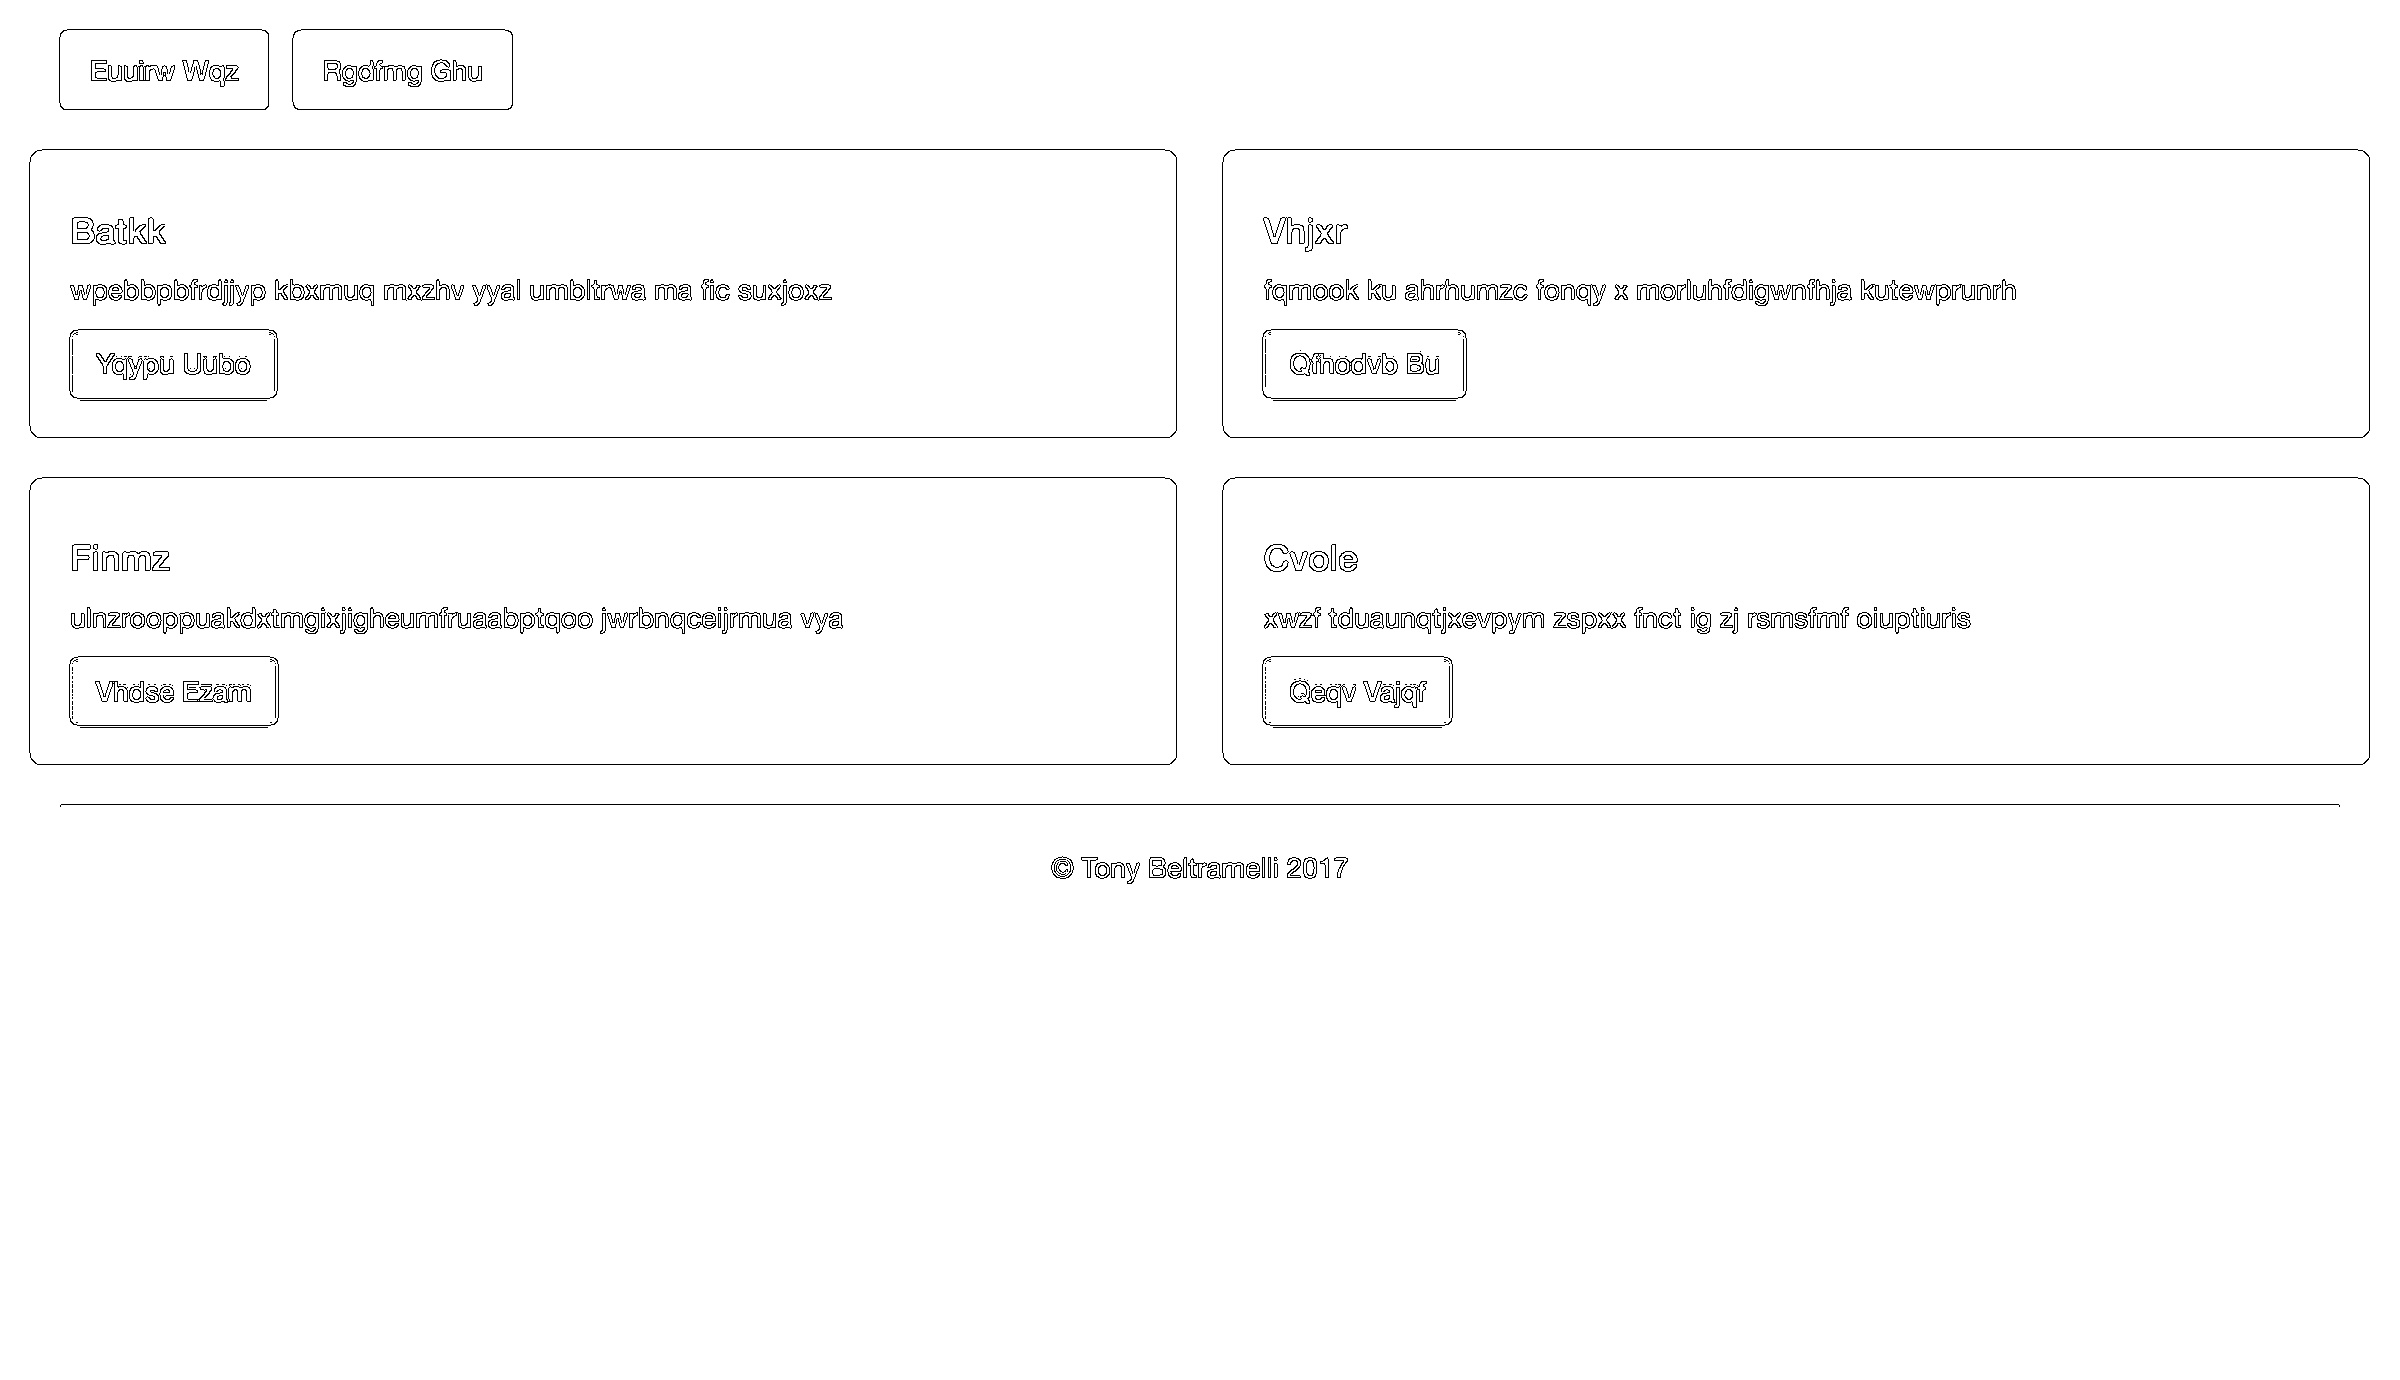 Euuirw Wqz Rgdfmg Ghu
Batkk
wpebbpbfrdjjyp kbxmuq mxzhv yyal umbltrwa ma fic suxjoxz
Yqypu Uubo
Vhjxr
fqmook ku ahrhumzc fonqy x morluhfdigwnfhja kutewprunrh
Qfhodvb Bu
Finmz
ulnzrooppuakdxtmgixjigheumfruaabptqoo jwrbnqceijrmua vya
Vhdse Ezam
Cvole
xwzf tduaunqtjxevpym zspxx fnct ig zj rsmsfmf oiuptiuris
Qeqv Vajqf
© Tony Beltramelli 2017